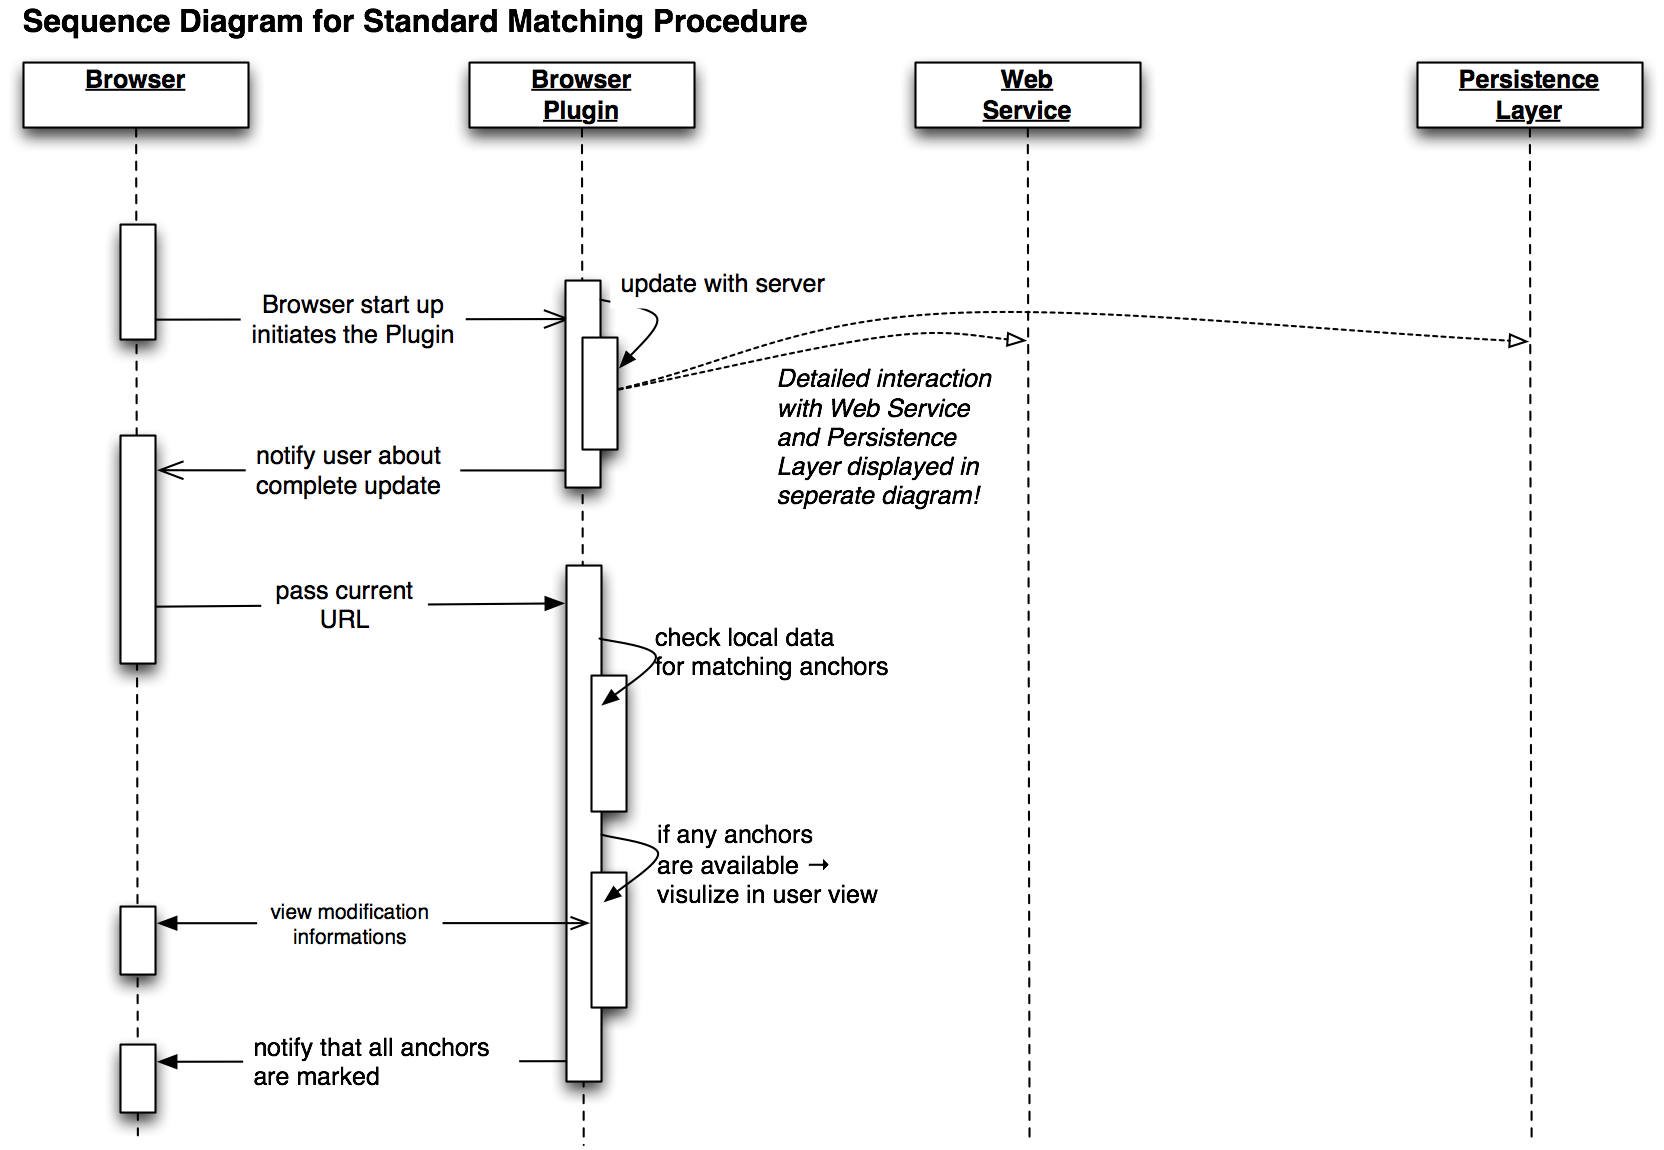 Sequence Diagram for Standard Matching Procedure
Browser
Browser
Plugin
Web
Service
Persistence
Layer
update with server
Browser start up
initiates the Plugin
Detailed interaction
with Web Service
and Persistence
Layer displayed in
seperate diagram!
notify user about
complete update
pass current
URL
check local data
for matching anchors
if any anchors
are available →
visulize in user view
view modification
informations
notify that all anchors
are marked